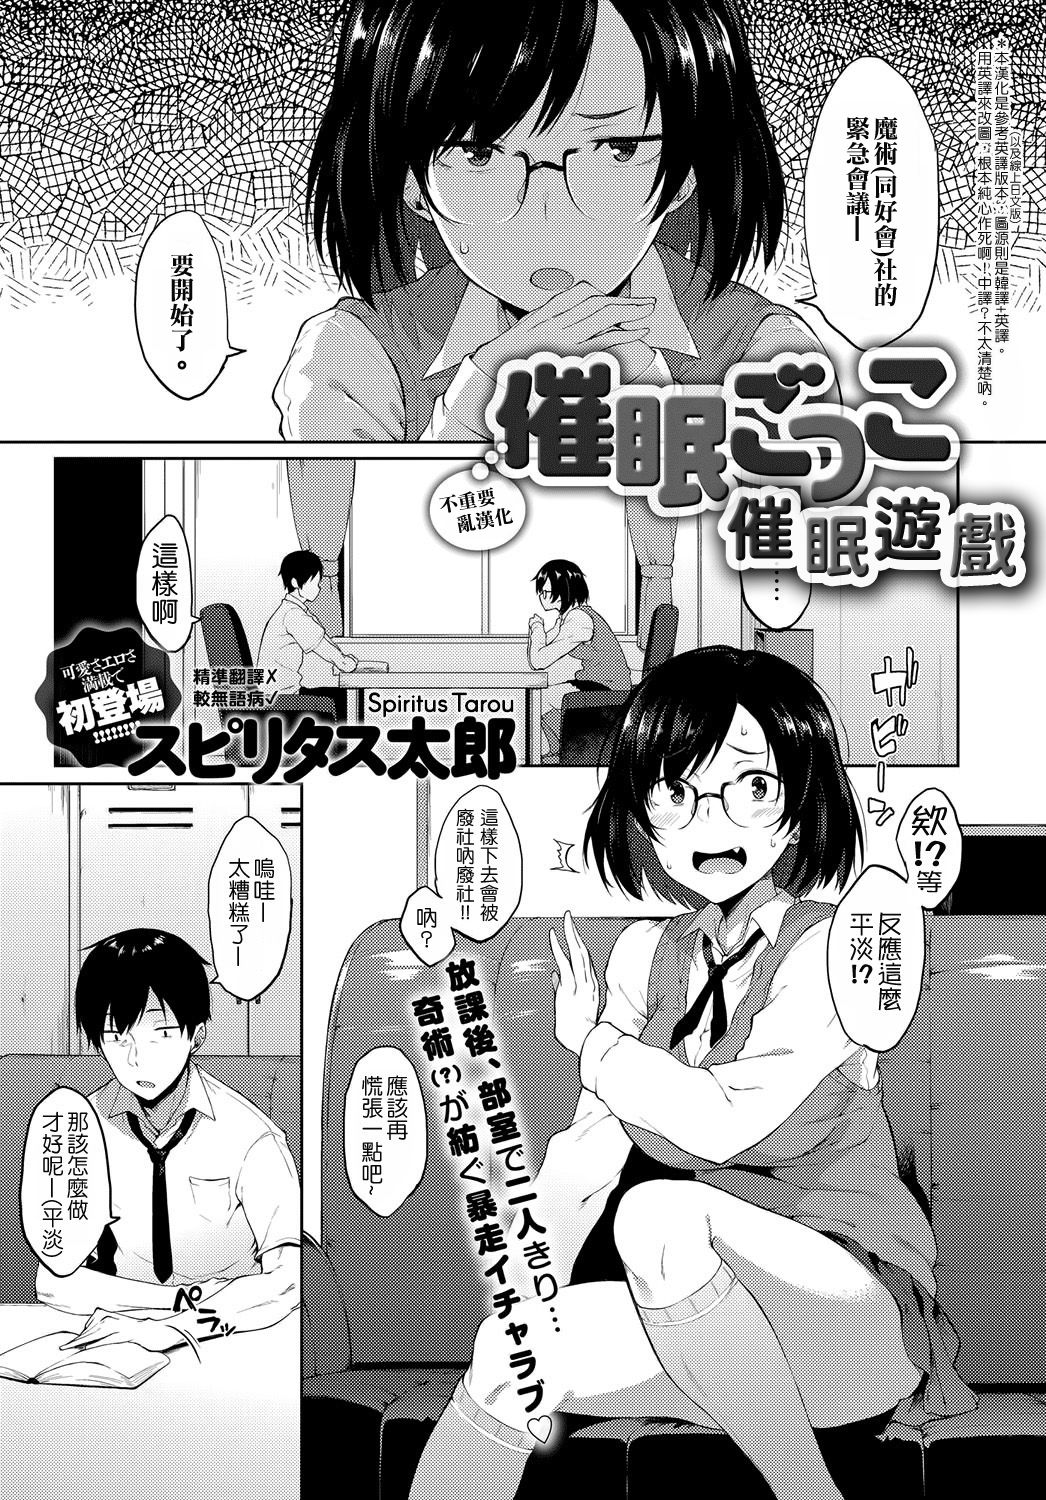 ＊本漢化是參考英譯版本(以及線上日文版)，圖源則是韓譯+英譯。
用英譯來改圖，根本純心作死啊!!中譯？不太清楚吶。
魔術(同好會)社的
緊急會議—
要開始了。
催眠ごっこ
催眠遊戲
不重要
亂漢化
……
這樣啊
可愛さエロさ
満載で
初登場
!!!!!!!!
精準翻譯X
較無語病✓
Spiritus Tarou
スピリタス太郎
ガビーン
欸!?等
反應這麼
平淡!?
這樣下去會被
廢社吶廢社!!
吶？
應該再
慌張一點吧~
放課後、部室で二人きり…
奇術(?)が紡ぐ暴走イチャラブ♡
嗚哇—
太糟糕了—
那該怎麼做
才好呢—(平淡)
ペラッ